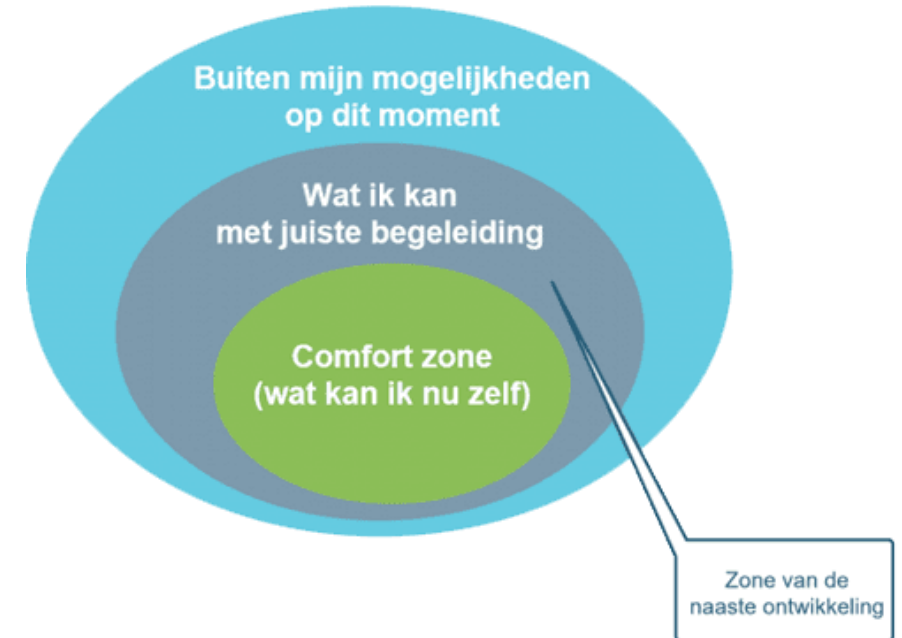 Buiten mijn mogelijkheden
op dit moment
Wat ik kan
met juiste begeleiding
Comfort zone
(wat kan ik nu zelf)
Zone van de
naaste ontwikkeling